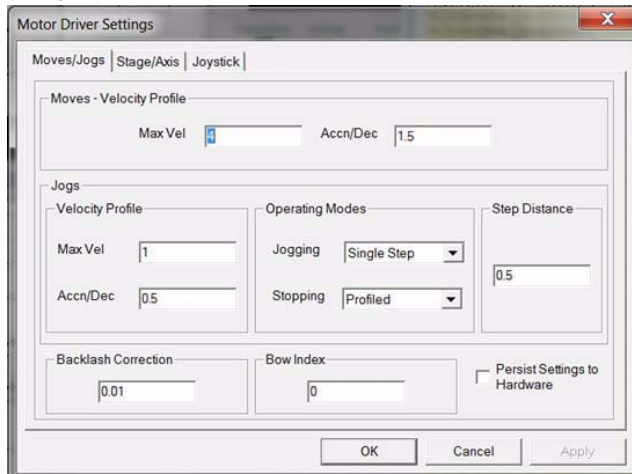 Motor Driver Settings
Moves/Jogs Stage/Axis Joystick
Moves - Velocity Profile
Max Vel 4 Accn/Dec 1.5
Jogs
Velocity Profile Operating Modes Step Distance
Max Vel 1 Jogging Single Step
0.5
Accn/Dec 0.5 Stopping Profiled
Backlash Correction Bow Index
Persist Settings to
Hardware
0.01 0
OK Cancel Apply